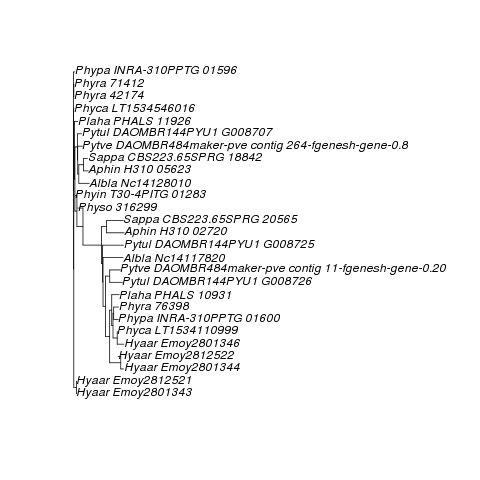 Phypa INRA-310PPTG 01596
Phyra 71412
Phyra 42174
Phyca LT1534546016
Plaha PHALS 11926
Pytul DAOMBR144PYU1 G008707
Pytve DAOMBR484maker-pve contig 264-fgenesh-gene-0.8
Sappa CBS223.65SPRG 18842
Aphin H310 05623
Albla Nc14128010
Phyin T30-4PITG 01283
Physo 316299
Sappa CBS223.65SPRG 20565
Aphin H310 02720
Pytul DAOMBR144PYU1 G008725
Albla Nc14117820
Pytve DAOMBR484maker-pve contig 11-fgenesh-gene-0.20
Pytul DAOMBR144PYU1 G008726
Plaha PHALS 10931
Phyra 76398
Phypa INRA-310PPTG 01600
Phyca LT1534110999
Hyaar Emoy2801346
Hyaar Emoy2812522
Hyaar Emoy2801344
Hyaar Emoy2812521
Hyaar Emoy2801343